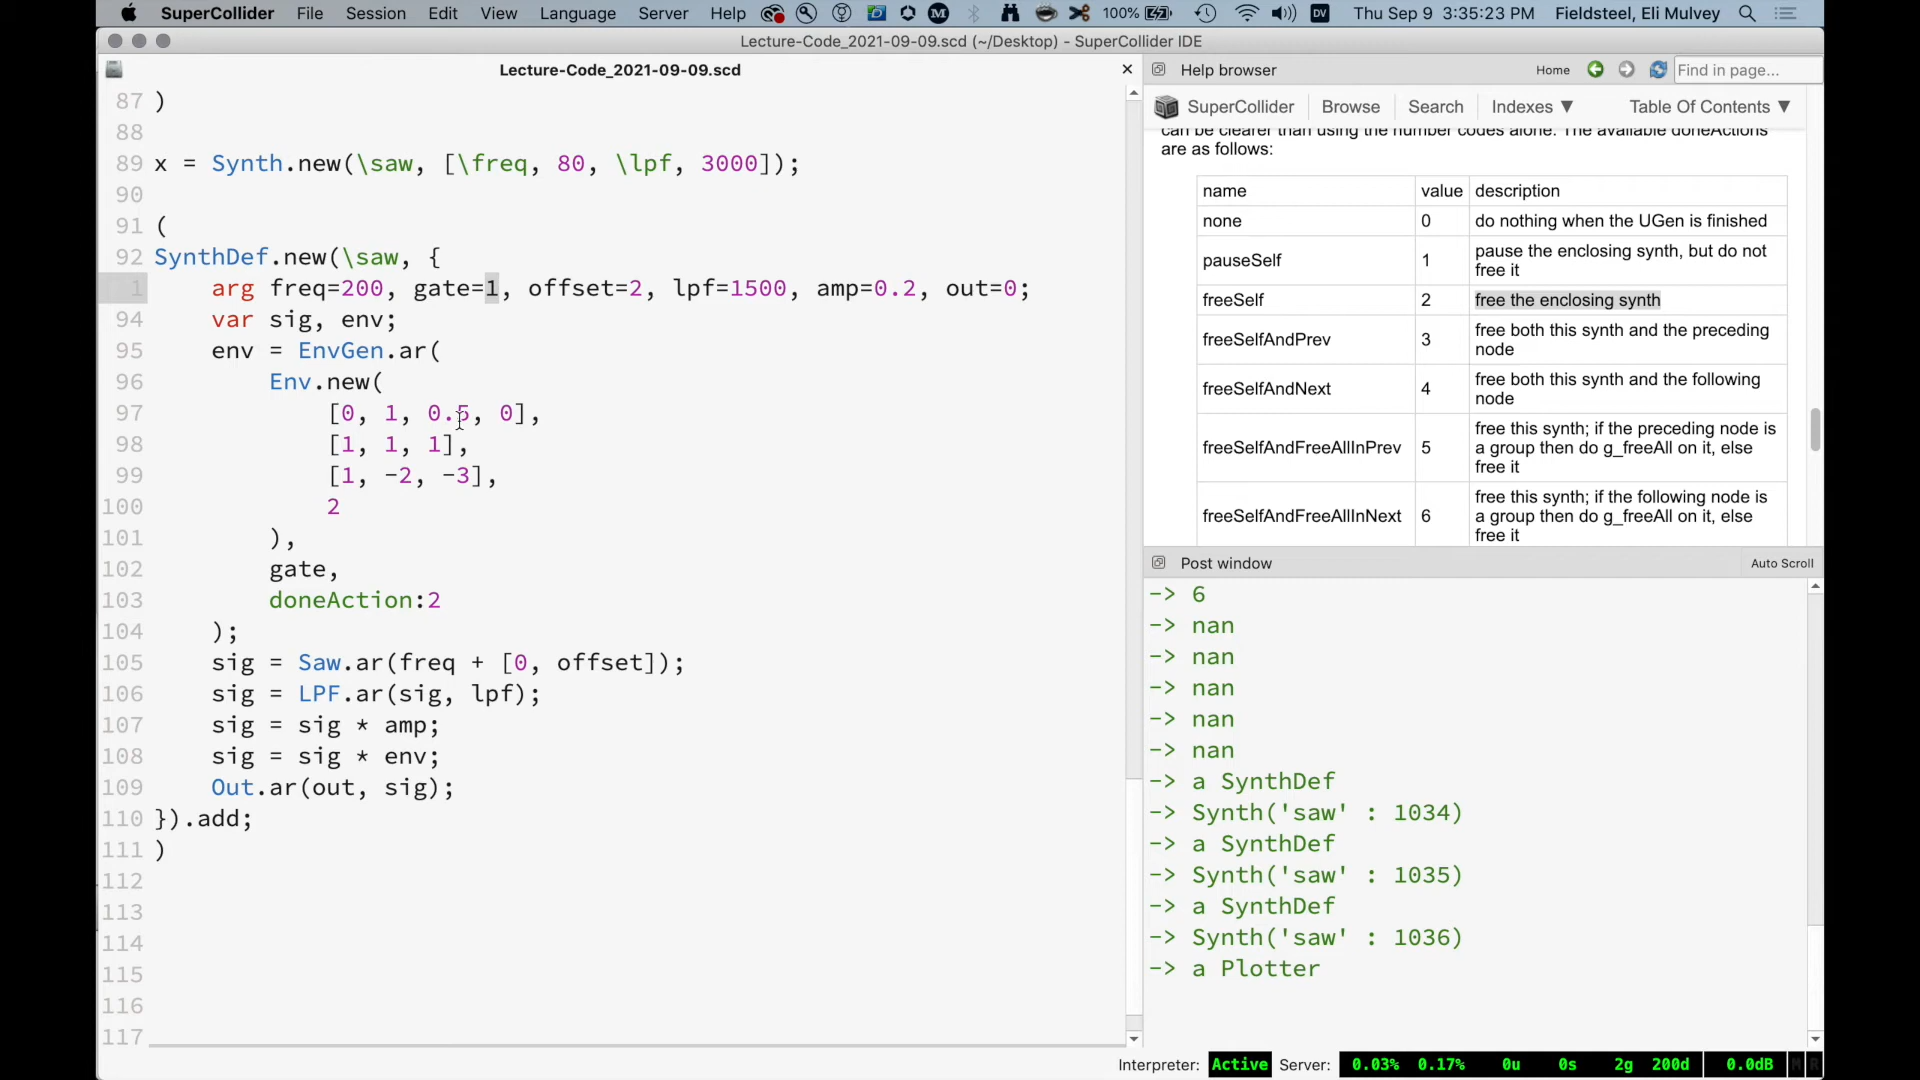 SuperCollider File Session Edit View Language Server Help 100% Thu Sep 9 3:35:23 PM Fieldsteel, Eli Mulvey
Lecture-Code_2021-09-09.scd (~/Desktop) - SuperCollider IDE
Lecture-Code_2021-09-09.scd
87 )
88
89 x = Synth.new(\saw, [\freq, 80, \lpf, 3000]);
90
91 (
92 SynthDef.new(\saw, {
1 arg freq=200, gate=1, offset=2, lpf=1500, amp=0.2, out=0;
94 var sig, env;
95 env = EnvGen.ar(
96 Env.new(
97 [0, 1, 0.5, 0],
98 [1, 1, 1],
99 [1, -2, -3],
100 2
101 ),
102 gate,
103 doneAction:2
104 );
105 sig = Saw.ar(freq + [0, offset]);
106 sig = LPF.ar(sig, lpf);
107 sig = sig * amp;
108 sig = sig * env;
109 Out.ar(out, sig);
110 }).add;
111 )
112
113
114
115
116
117
Help browser Home Find in page...
SuperCollider Browse Search Indexes ▼ Table Of Contents ▼
can be clearer than using the number codes alone. The available doneActions
are as follows:
name value description
none 0 do nothing when the UGen is finished
pauseSelf 1 pause the enclosing synth, but do not
free it
freeSelf 2 free the enclosing synth
freeSelfAndPrev 3 free both this synth and the preceding
node
freeSelfAndNext 4 free both this synth and the following
node
freeSelfAndFreeAllInPrev 5 free this synth; if the preceding node is
a group then do g_freeAll on it, else
free it
freeSelfAndFreeAllInNext 6 free this synth; if the following node is
a group then do g_freeAll on it, else
free it
Post window Auto Scroll
-> 6
-> nan
-> nan
-> nan
-> nan
-> nan
-> a SynthDef
-> Synth('saw' : 1034)
-> a SynthDef
-> Synth('saw' : 1035)
-> a SynthDef
-> Synth('saw' : 1036)
-> a Plotter
Interpreter: Active Server: 0.03% 0.17% 0u 0s 2g 200d 0.0dB M R